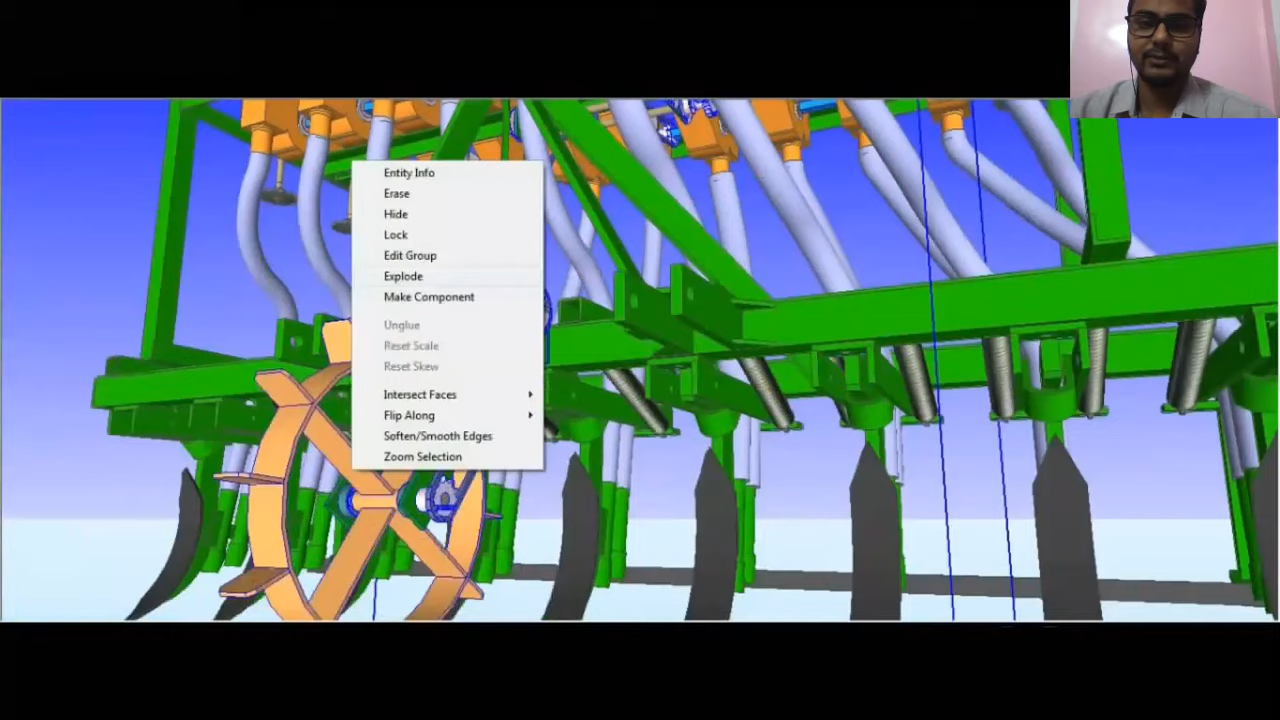 Entity Info
Erase
Hide
Lock
Edit Group
Explode
Make Component
Unglue
Reset Scale
Reset Skew
Intersect Faces
Flip Along
Soften/Smooth Edges
Zoom Selection